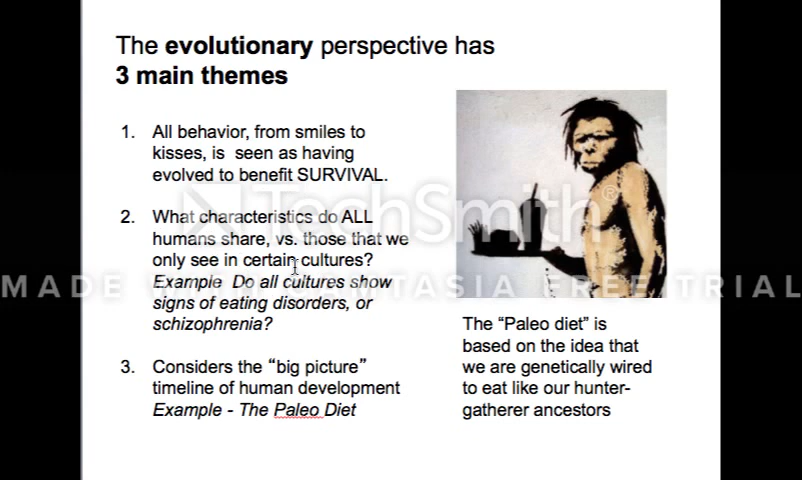 The evolutionary perspective has
3 main themes
1. All behavior, from smiles to
kisses, is seen as having
evolved to benefit SURVIVAL.
2. What characteristics do ALL
humans share, vs. those that we
only see in certain cultures?
Example Do all cultures show
signs of eating disorders, or
schizophrenia?
3. Considers the “big picture”
timeline of human development
Example - The Paleo Diet
The “Paleo diet” is
based on the idea that
we are genetically wired
to eat like our hunter-
gatherer ancestors
TechSmith®
MADE WITH CAMTASIA FREE TRIAL